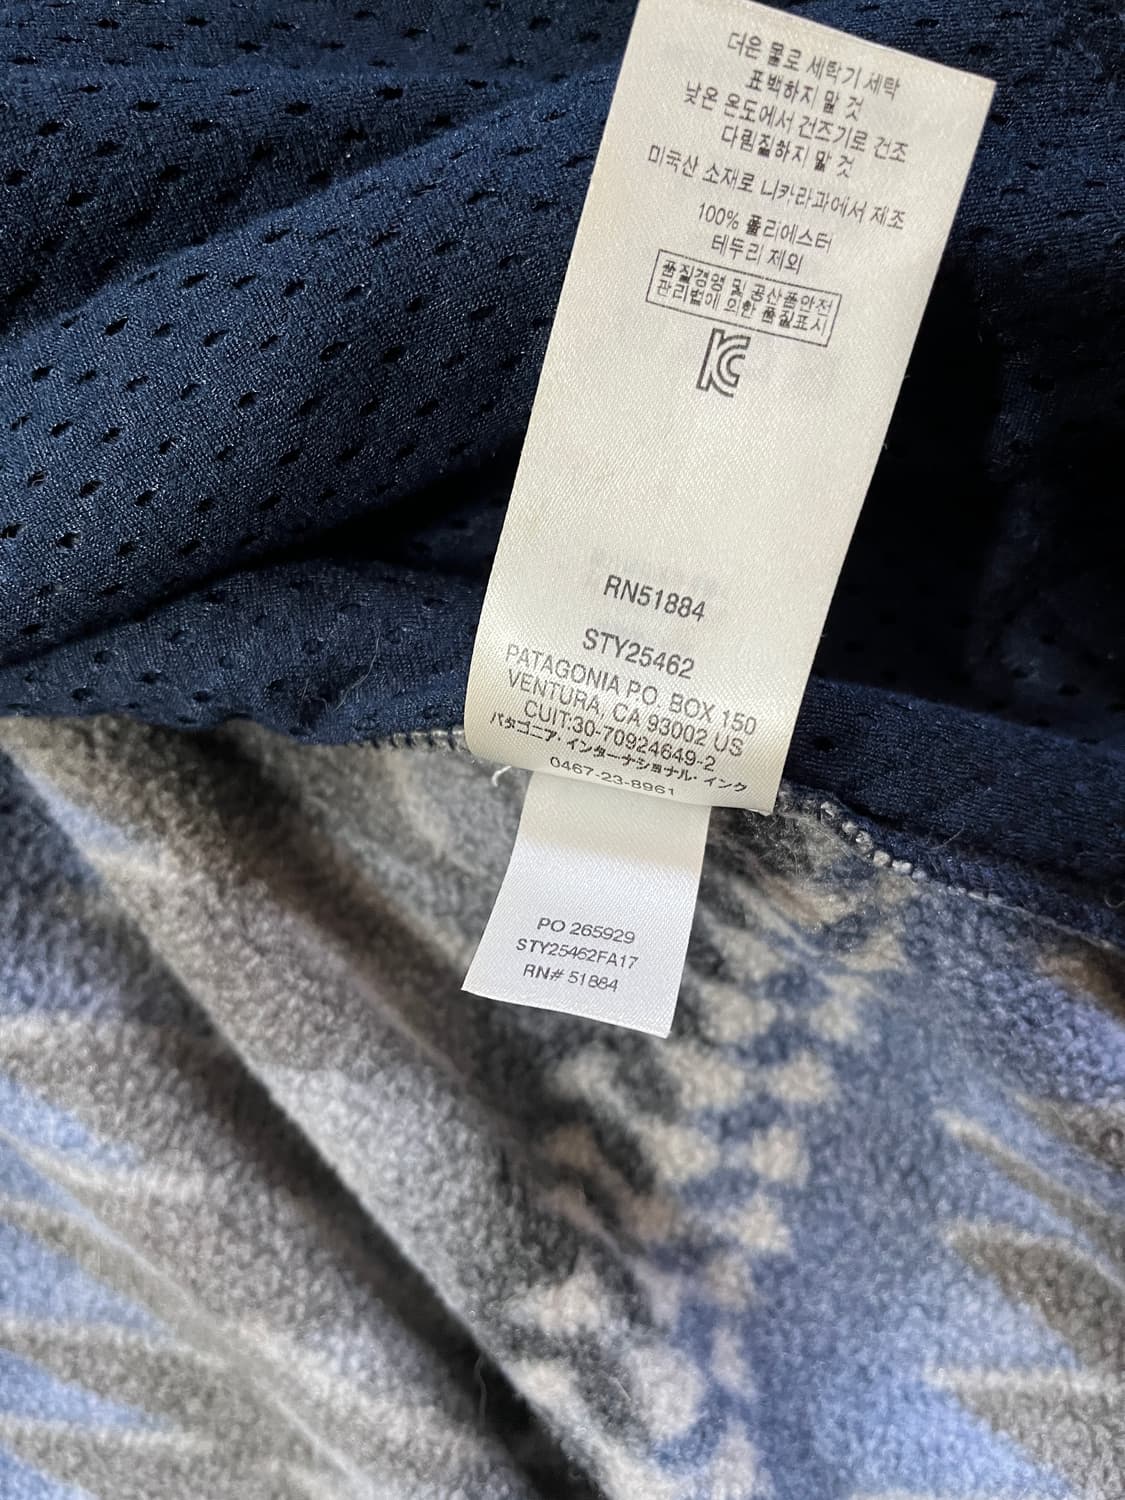 더운 물로 세탁기 세탁
표백하지 말 것
낮은 온도에서 건조기로 건조
다림질하지 말 것
미국산 소재로 니카라과에서 제조
100% 폴리에스터
테두리 제외
품질경영 및 공산품안전
관리법에 의한 품질표시
RN51884
STY25462
PATAGONIA PO. BOX 150
VENTURA, CA 93002 US
CUIT:30-70924649-2
パタゴニア・インターナショナル・インク
0467-23-8961
PO 265929
STY25462FA17
RN# 51884